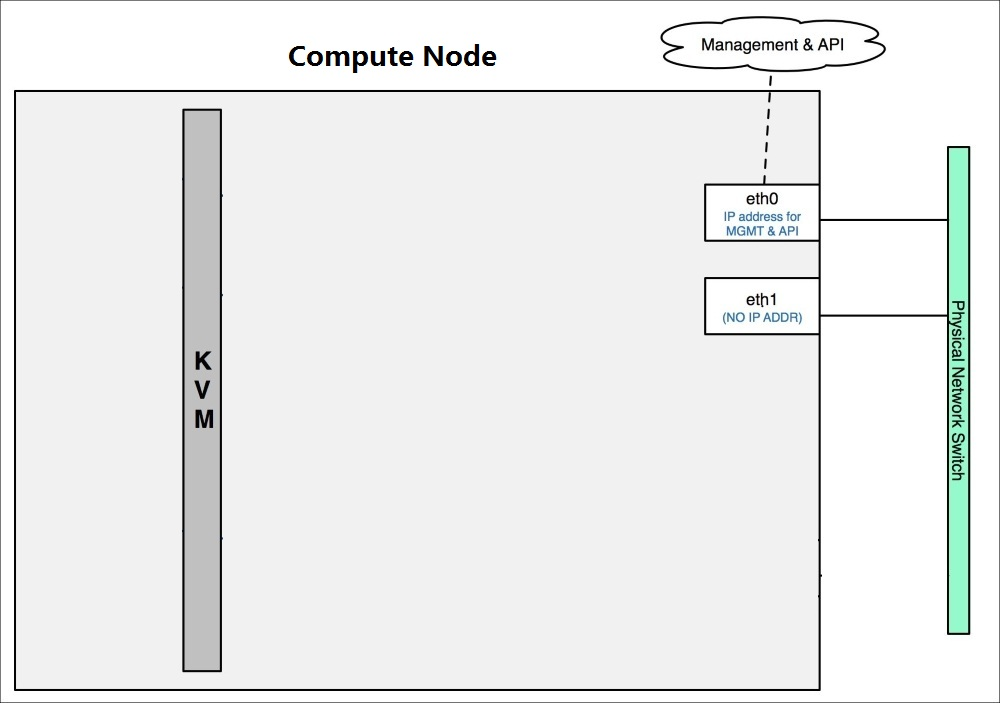 Compute Node
Management & API
eth0
IP address for
MGMT & API
eth1
(NO IP ADDR)
K
V
M
Physical Network Switch